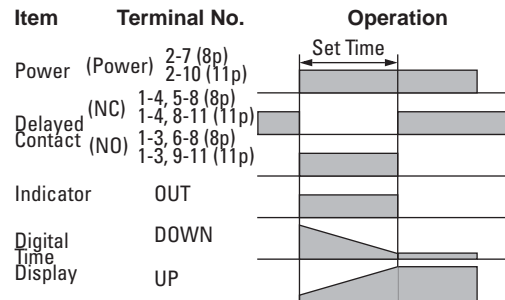 Item Terminal No. Operation
Set Time
Power (Power) 2-7 (8p)
2-10 (11p)
Delayed Contact (NC) 1-4, 5-8 (8p)
1-4, 8-11 (11p)
(NO) 1-3, 6-8 (8p)
1-3, 9-11 (11p)
Indicator OUT
Digital Time Display DOWN
UP